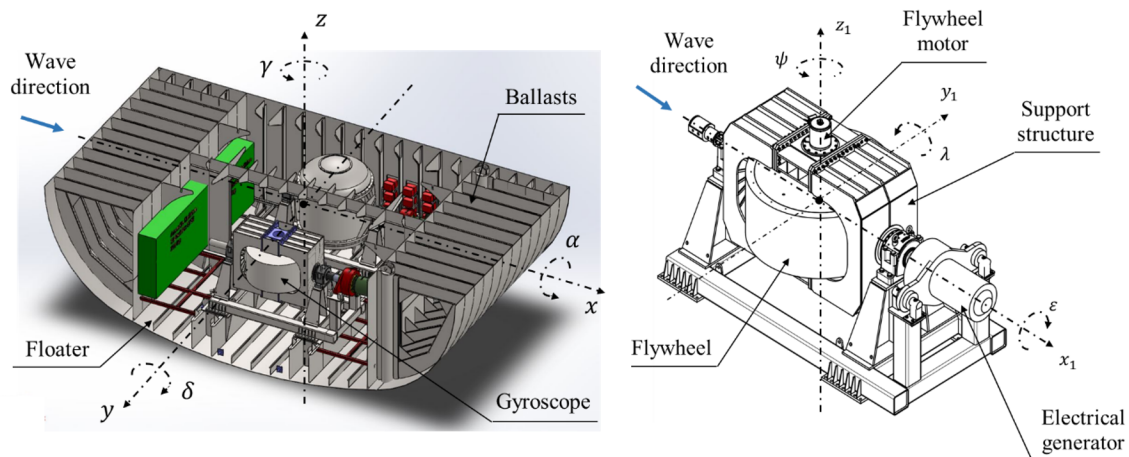 Wave
direction
z
γ
Ballasts
α
x
Floater
δ
y
Gyroscope
Wave
direction
z₁
ψ
Flywheel
motor
y₁
λ
Support
structure
Flywheel
ε
x₁
Electrical
generator